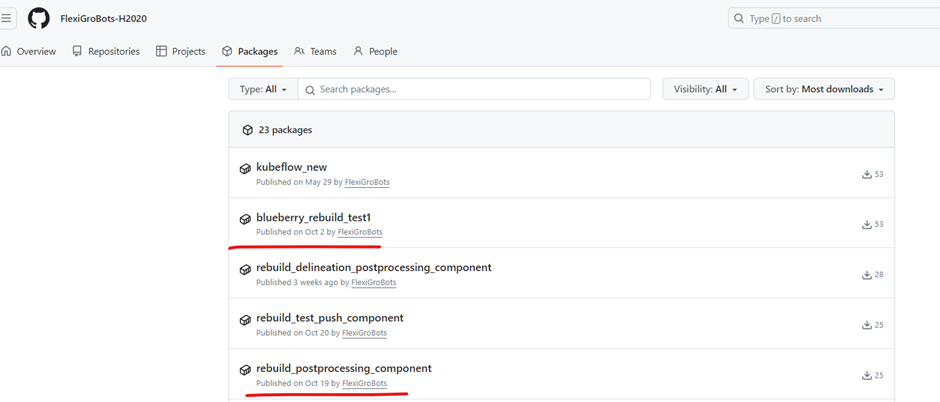 FlexiGroBots-H2020
Type / to search
Overview Repositories Projects Packages Teams People
Type: All Search packages... Visibility: All Sort by: Most downloads
23 packages
kubeflow_new
Published on May 29 by FlexiGroBots
53
blueberry_rebuild_test1
Published on Oct 2 by FlexiGroBots
53
rebuild_delineation_postprocessing_component
Published 3 weeks ago by FlexiGroBots
28
rebuild_test_push_component
Published on Oct 20 by FlexiGroBots
25
rebuild_postprocessing_component
Published on Oct 19 by FlexiGroBots
25